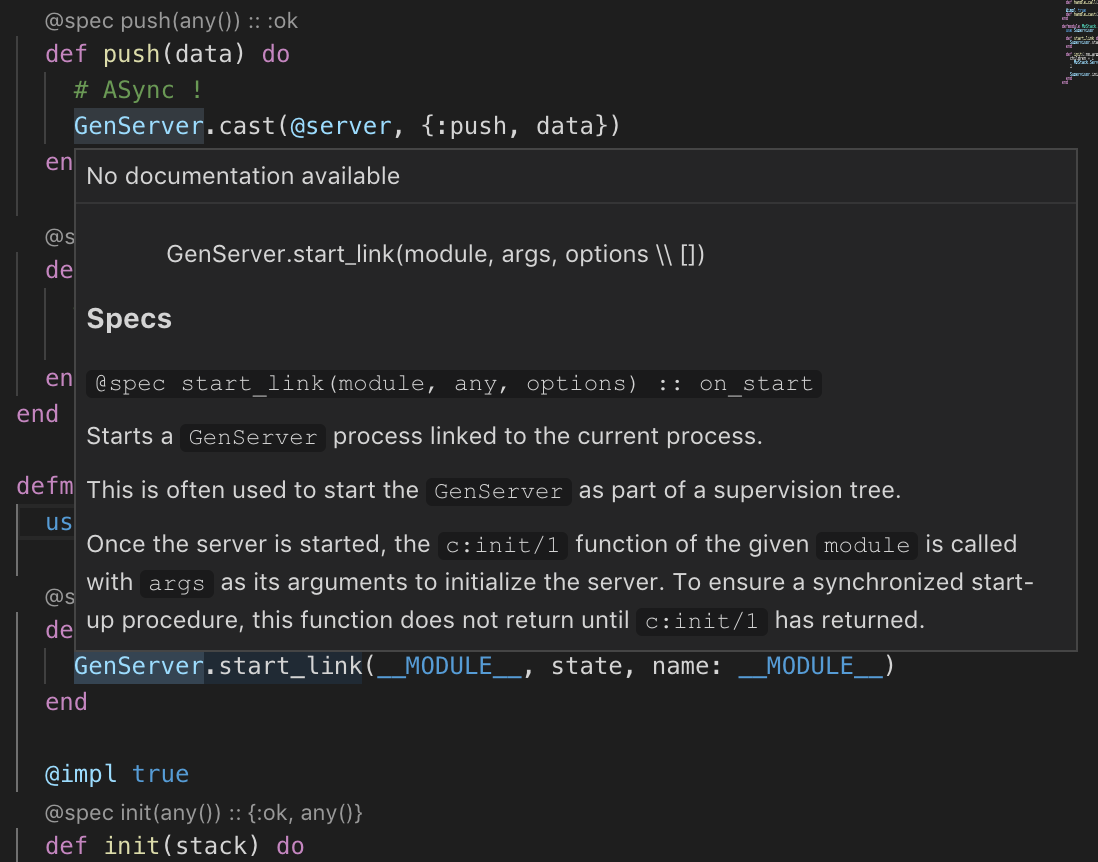 @spec push(any()) :: :ok
def push(data) do
# ASync !
GenServer.cast(@server, {:push, data})
en
No documentation available
@s
GenServer.start_link(module, args, options \\ [])
de
Specs
en
@spec start_link(module, any, options) :: on_start
end
Starts a GenServer process linked to the current process.
defm
This is often used to start the GenServer as part of a supervision tree.
us
Once the server is started, the c:init/1 function of the given module is called
with args as its arguments to initialize the server. To ensure a synchronized start-
@s
up procedure, this function does not return until c:init/1 has returned.
de
GenServer.start_link(__MODULE__, state, name: __MODULE__)
end
@impl true
@spec init(any()) :: {:ok, any()}
def init(stack) do